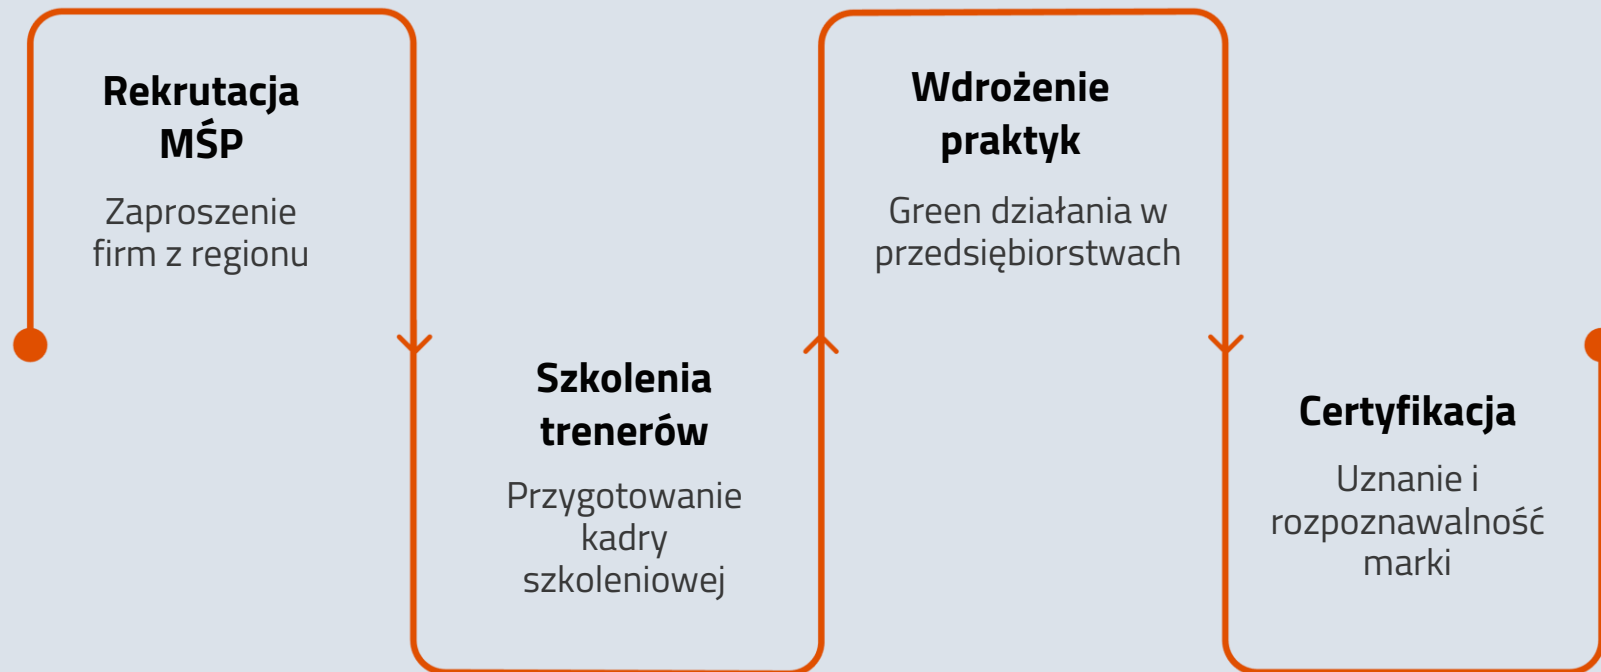 Rekrutacja
MŚP
Zaproszenie
firm z regionu
Szkolenia
trenerów
Przygotowanie
kadry
szkoleniowej
Wdrożenie
praktyk
Green działania w
przedsiębiorstwach
Certyfikacja
Uznanie i
rozpoznawalność
marki